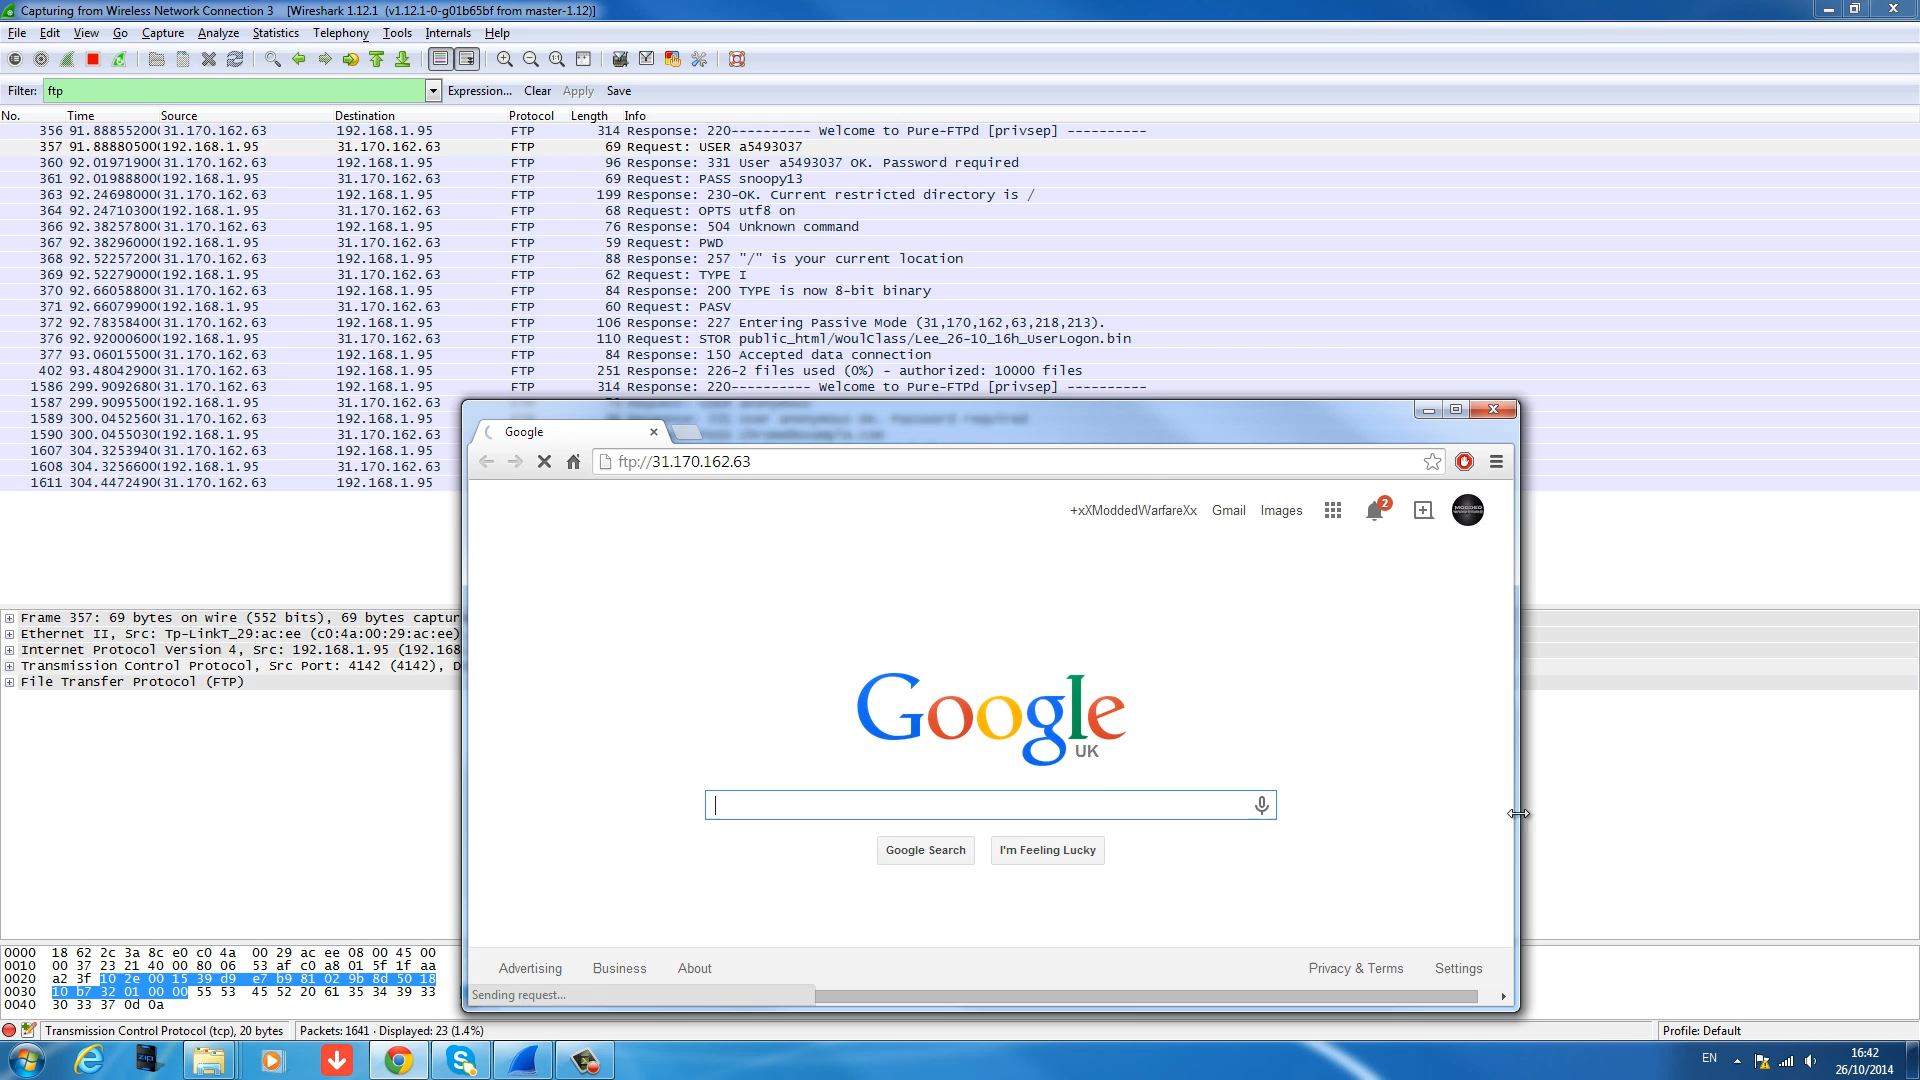 Capturing from Wireless Network Connection 3 [Wireshark 1.12.1 (v1.12.1-0-g01b65bf from master-1.12)]
File Edit View Go Capture Analyze Statistics Telephony Tools Internals Help
Filter: ftp Expression... Clear Apply Save
No. Time Source Destination Protocol Length Info
356 91.888552000 31.170.162.63 192.168.1.95 FTP 314 Response: 220---------- Welcome to Pure-FTPd [privsep] ----------
357 91.888805000 192.168.1.95 31.170.162.63 FTP 69 Request: USER a5493037
360 92.019719000 31.170.162.63 192.168.1.95 FTP 96 Response: 331 User a5493037 OK. Password required
361 92.019888000 192.168.1.95 31.170.162.63 FTP 69 Request: PASS snoopy13
363 92.246980000 31.170.162.63 192.168.1.95 FTP 199 Response: 230-OK. Current restricted directory is /
364 92.247103000 192.168.1.95 31.170.162.63 FTP 68 Request: OPTS utf8 on
366 92.382578000 31.170.162.63 192.168.1.95 FTP 76 Response: 504 Unknown command
367 92.382960000 192.168.1.95 31.170.162.63 FTP 59 Request: PWD
368 92.522572000 31.170.162.63 192.168.1.95 FTP 88 Response: 257 "/" is your current location
369 92.522790000 192.168.1.95 31.170.162.63 FTP 62 Request: TYPE I
370 92.660588000 31.170.162.63 192.168.1.95 FTP 84 Response: 200 TYPE is now 8-bit binary
371 92.660799000 192.168.1.95 31.170.162.63 FTP 60 Request: PASV
372 92.783584000 31.170.162.63 192.168.1.95 FTP 106 Response: 227 Entering Passive Mode (31,170,162,63,218,213).
376 92.920006000 192.168.1.95 31.170.162.63 FTP 110 Request: STOR public_html/WoulClass/Lee_26-10_16h_UserLogon.bin
377 93.060155000 31.170.162.63 192.168.1.95 FTP 84 Response: 150 Accepted data connection
402 93.480429000 31.170.162.63 192.168.1.95 FTP 251 Response: 226-2 files used (0%) - authorized: 10000 files
1586 299.9092680 31.170.162.63 192.168.1.95 FTP 314 Response: 220---------- Welcome to Pure-FTPd [privsep] ----------
1587 299.9095500 192.168.1.95 31.170.162.63
1589 300.0452560 31.170.162.63 192.168.1.95
1590 300.0455030 192.168.1.95 31.170.162.63
1607 304.3253940 31.170.162.63 192.168.1.95
1608 304.3256600 192.168.1.95 31.170.162.63
1611 304.4472490 31.170.162.63 192.168.1.95
Google
ftp://31.170.162.63
+xXModdedWarfareXx Gmail Images 2
Google
UK
Google Search I'm Feeling Lucky
Advertising Business About Privacy & Terms Settings
Sending request...
Frame 357: 69 bytes on wire (552 bits), 69 bytes captur
Ethernet II, Src: Tp-LinkT_29:ac:ee (c0:4a:00:29:ac:ee)
Internet Protocol Version 4, Src: 192.168.1.95 (192.168
Transmission Control Protocol, Src Port: 4142 (4142), D
File Transfer Protocol (FTP)
0000 18 62 2c 3a 8c e0 c0 4a 00 29 ac ee 08 00 45 00
0010 00 37 23 21 40 00 80 06 53 af c0 a8 01 5f 1f aa
0020 a2 3f 10 2e 00 15 39 d9 e7 b9 81 02 9b 8d 50 18
0030 10 b7 32 01 00 00 55 53 45 52 20 61 35 34 39 33
0040 30 33 37 0d 0a
Transmission Control Protocol (tcp), 20 bytes Packets: 1641 · Displayed: 23 (1.4%) Profile: Default
EN 16:42
26/10/2014